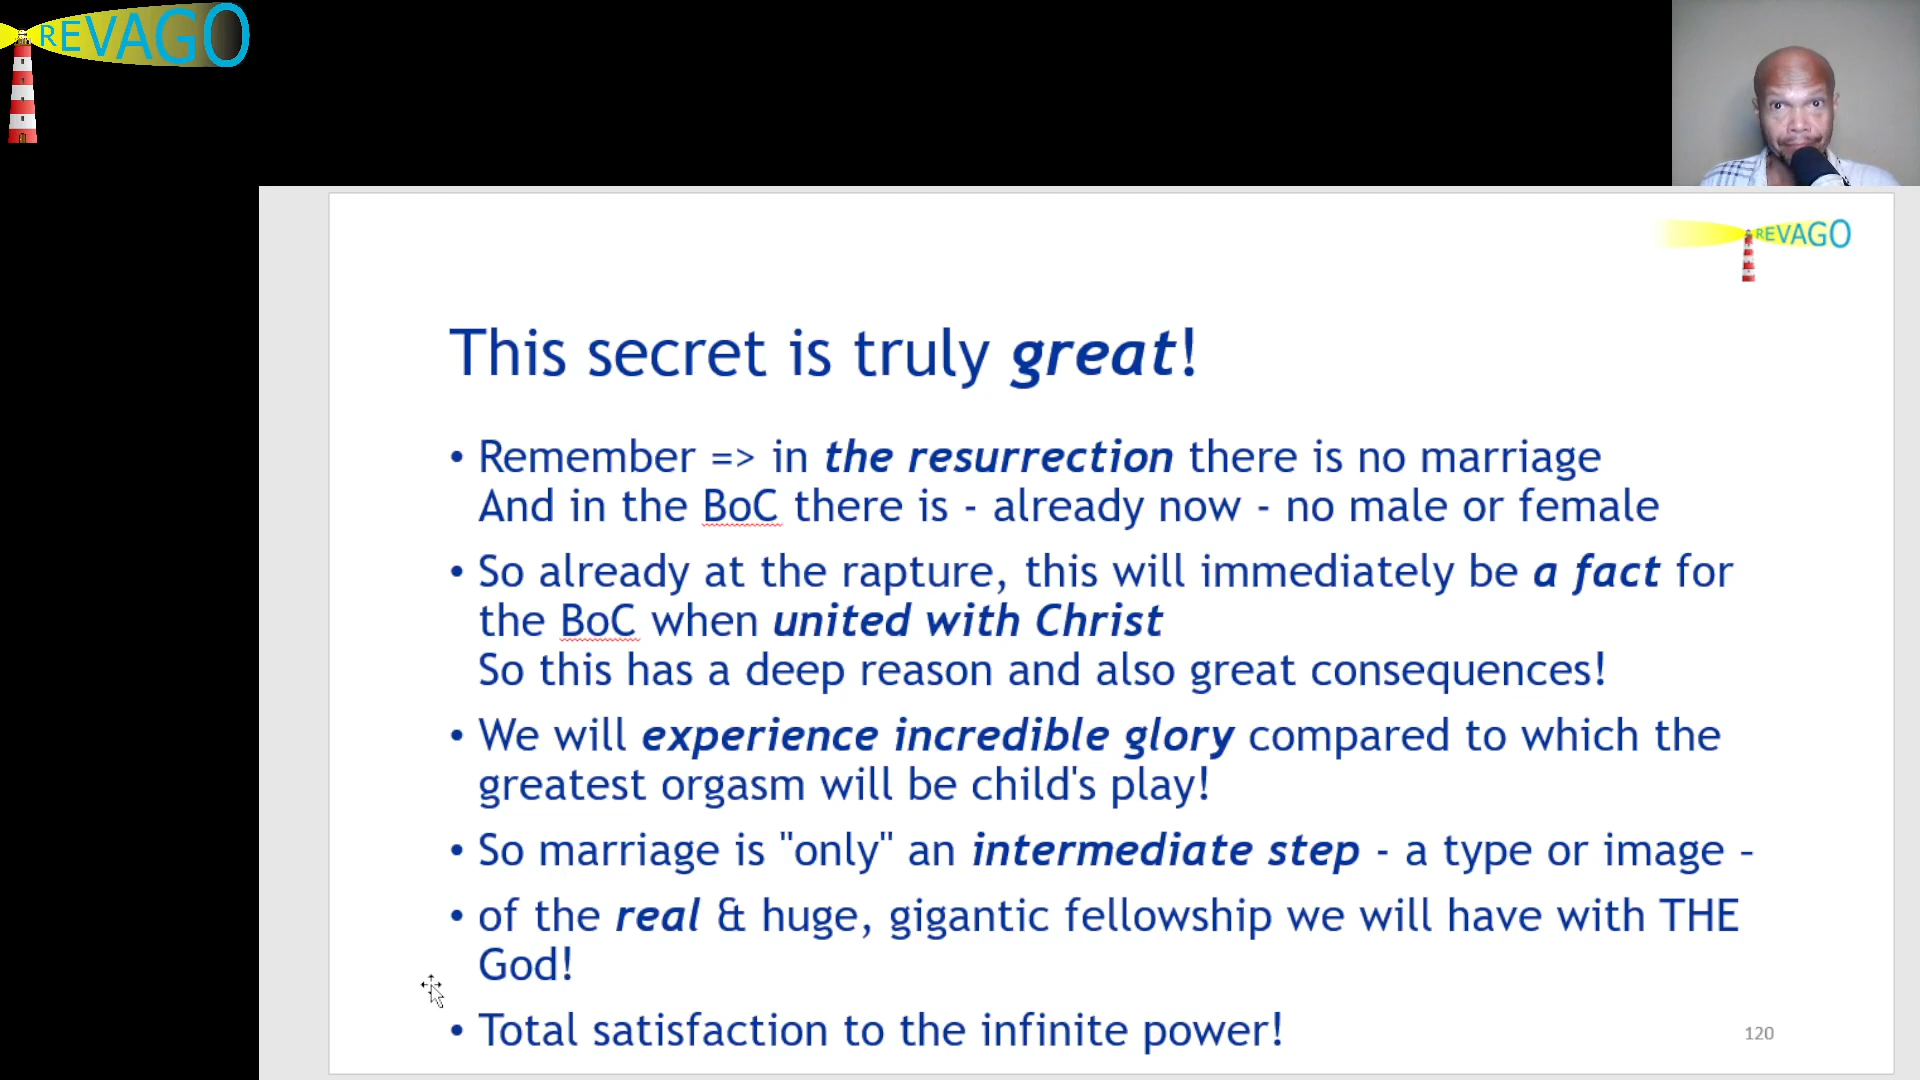 REVAGO
REVAGO
This secret is truly great!
• Remember => in the resurrection there is no marriage
And in the BoC there is - already now - no male or female
• So already at the rapture, this will immediately be a fact for
the BoC when united with Christ
So this has a deep reason and also great consequences!
• We will experience incredible glory compared to which the
greatest orgasm will be child's play!
• So marriage is "only" an intermediate step - a type or image –
• of the real & huge, gigantic fellowship we will have with THE
God!
• Total satisfaction to the infinite power!
120